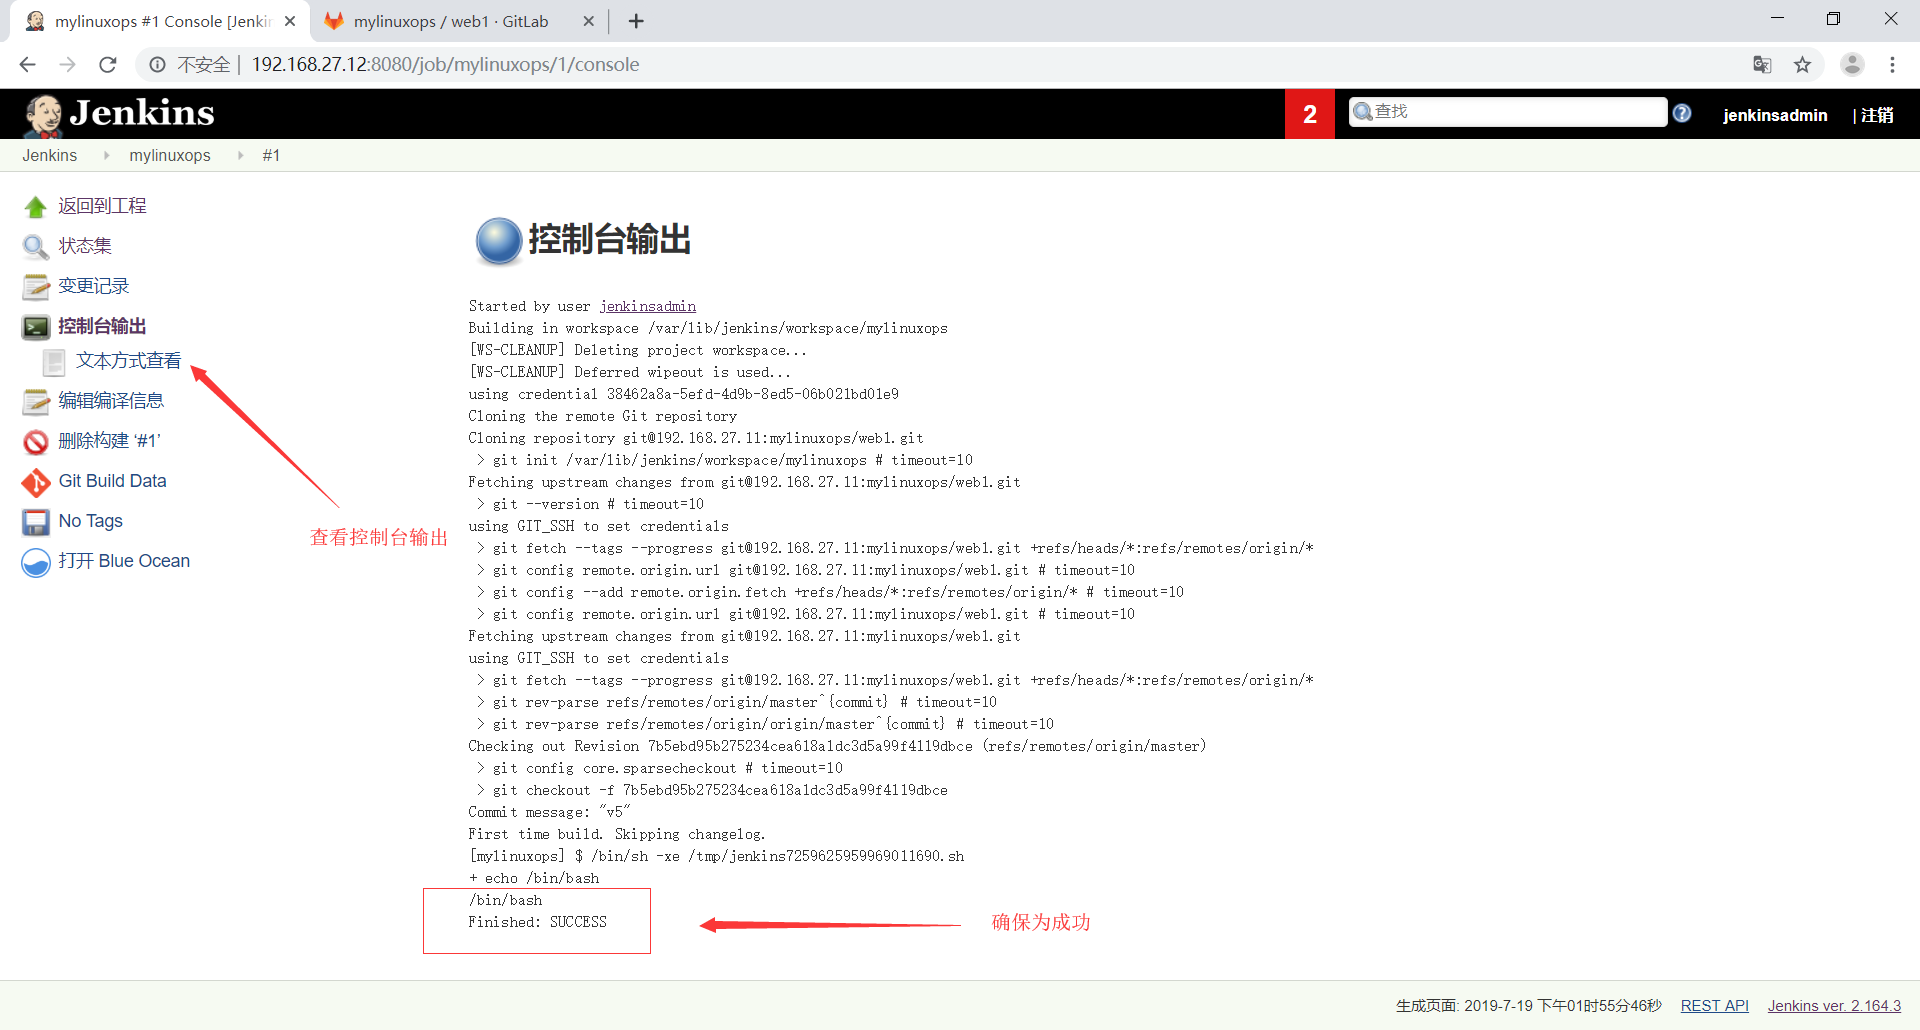 mylinuxops #1 Console [Jenkin
mylinuxops / web1 · GitLab
不安全 | 192.168.27.12:8080/job/mylinuxops/1/console
Jenkins
2
查找
jenkinsadmin
| 注销
Jenkins
mylinuxops
#1
返回到工程
状态集
变更记录
控制台输出
文本方式查看
编辑编译信息
删除构建 ‘#1’
Git Build Data
No Tags
打开 Blue Ocean
查看控制台输出
控制台输出
Started by user jenkinsadmin
Building in workspace /var/lib/jenkins/workspace/mylinuxops
[WS-CLEANUP] Deleting project workspace...
[WS-CLEANUP] Deferred wipeout is used...
using credential 38462a8a-5efd-4d9b-8ed5-06b021bd01e9
Cloning the remote Git repository
Cloning repository git@192.168.27.11:mylinuxops/web1.git
> git init /var/lib/jenkins/workspace/mylinuxops # timeout=10
Fetching upstream changes from git@192.168.27.11:mylinuxops/web1.git
> git --version # timeout=10
using GIT_SSH to set credentials
> git fetch --tags --progress git@192.168.27.11:mylinuxops/web1.git +refs/heads/*:refs/remotes/origin/*
> git config remote.origin.url git@192.168.27.11:mylinuxops/web1.git # timeout=10
> git config --add remote.origin.fetch +refs/heads/*:refs/remotes/origin/* # timeout=10
> git config remote.origin.url git@192.168.27.11:mylinuxops/web1.git # timeout=10
Fetching upstream changes from git@192.168.27.11:mylinuxops/web1.git
using GIT_SSH to set credentials
> git fetch --tags --progress git@192.168.27.11:mylinuxops/web1.git +refs/heads/*:refs/remotes/origin/*
> git rev-parse refs/remotes/origin/master^{commit} # timeout=10
> git rev-parse refs/remotes/origin/origin/master^{commit} # timeout=10
Checking out Revision 7b5ebd95b275234cea618a1dc3d5a99f4119dbce (refs/remotes/origin/master)
> git config core.sparsecheckout # timeout=10
> git checkout -f 7b5ebd95b275234cea618a1dc3d5a99f4119dbce
Commit message: "v5"
First time build. Skipping changelog.
[mylinuxops] $ /bin/sh -xe /tmp/jenkins7259625959969011690.sh
+ echo /bin/bash
/bin/bash
Finished: SUCCESS
确保为成功
生成页面: 2019-7-19 下午01时55分46秒
REST API
Jenkins ver. 2.164.3